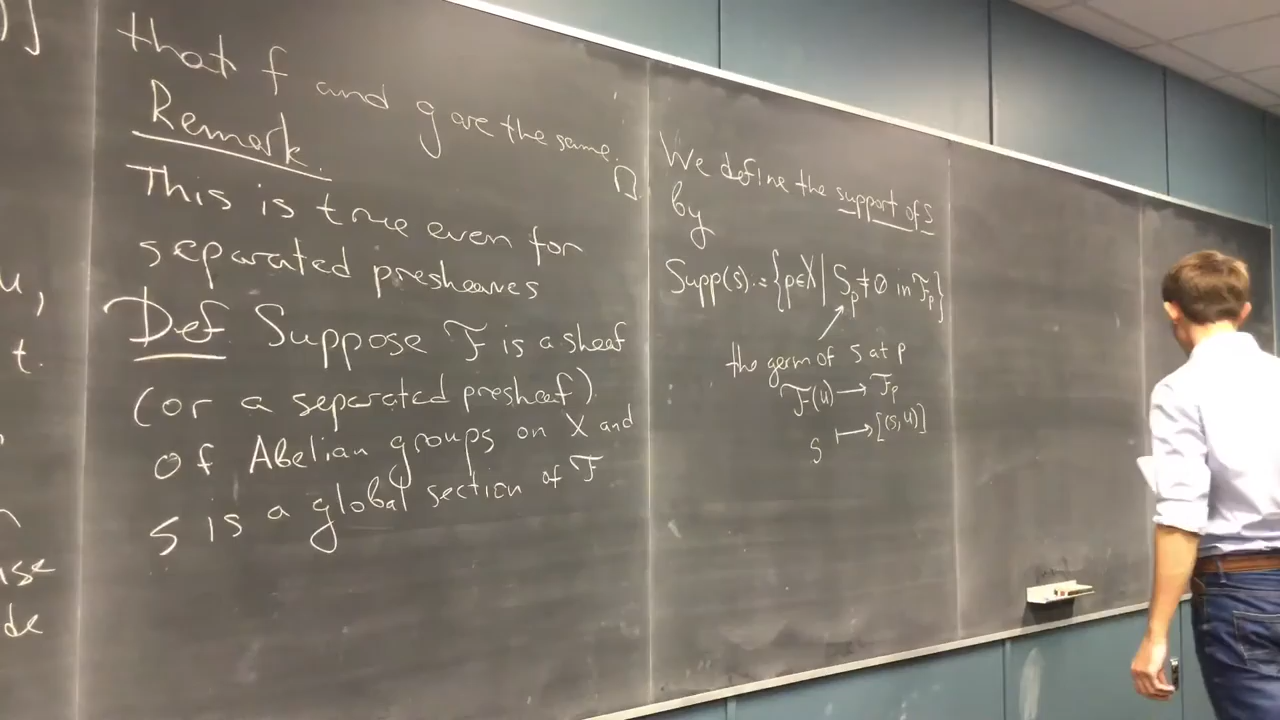 that f and g are the same.
Remark.
This is true even for
separated presheaves
Def Suppose ℱ is a sheaf
(or a separated presheaf)
of Abelian groups on X and
s is a global section of ℱ
We define the support of s
by
Supp(s) := {p∈X | S_p ≠ 0 in ℱ_p}
the germ of s at p
ℱ(U) → ℱ_p
s ↦ [(s,U)]